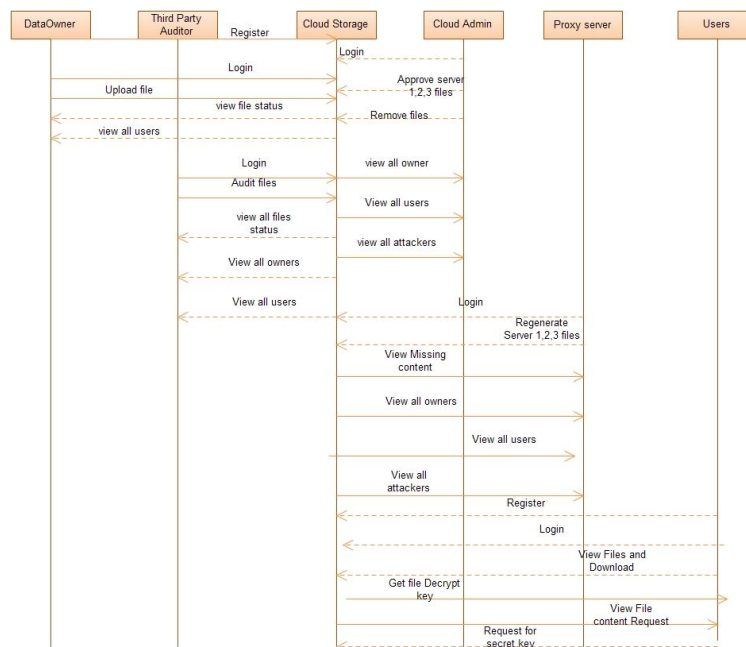 DataOwner
Third Party
Auditor
Cloud Storage
Cloud Admin
Proxy server
Users
Register
Login
Login
Approve server
1,2,3 files
Upload file
view file status
Remove files
view all users
Login
view all owner
Audit files
View all users
view all files
status
view all attackers
View all owners
View all users
Login
Regenerate
Server 1,2,3 files
View Missing
content
View all owners
View all users
View all
attackers
Register
Login
View Files and
Download
Get file Decrypt
key
View File
content Request
Request for
secret key